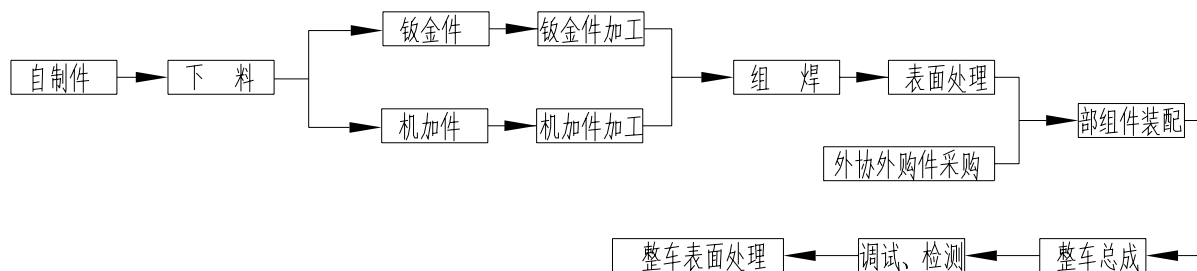 钣金件
钣金件加工
自制件
下 料
组 焊
表面处理
机加件
机加件加工
部组件装配
外协外购件采购
整车表面处理
调试、检测
整车总成